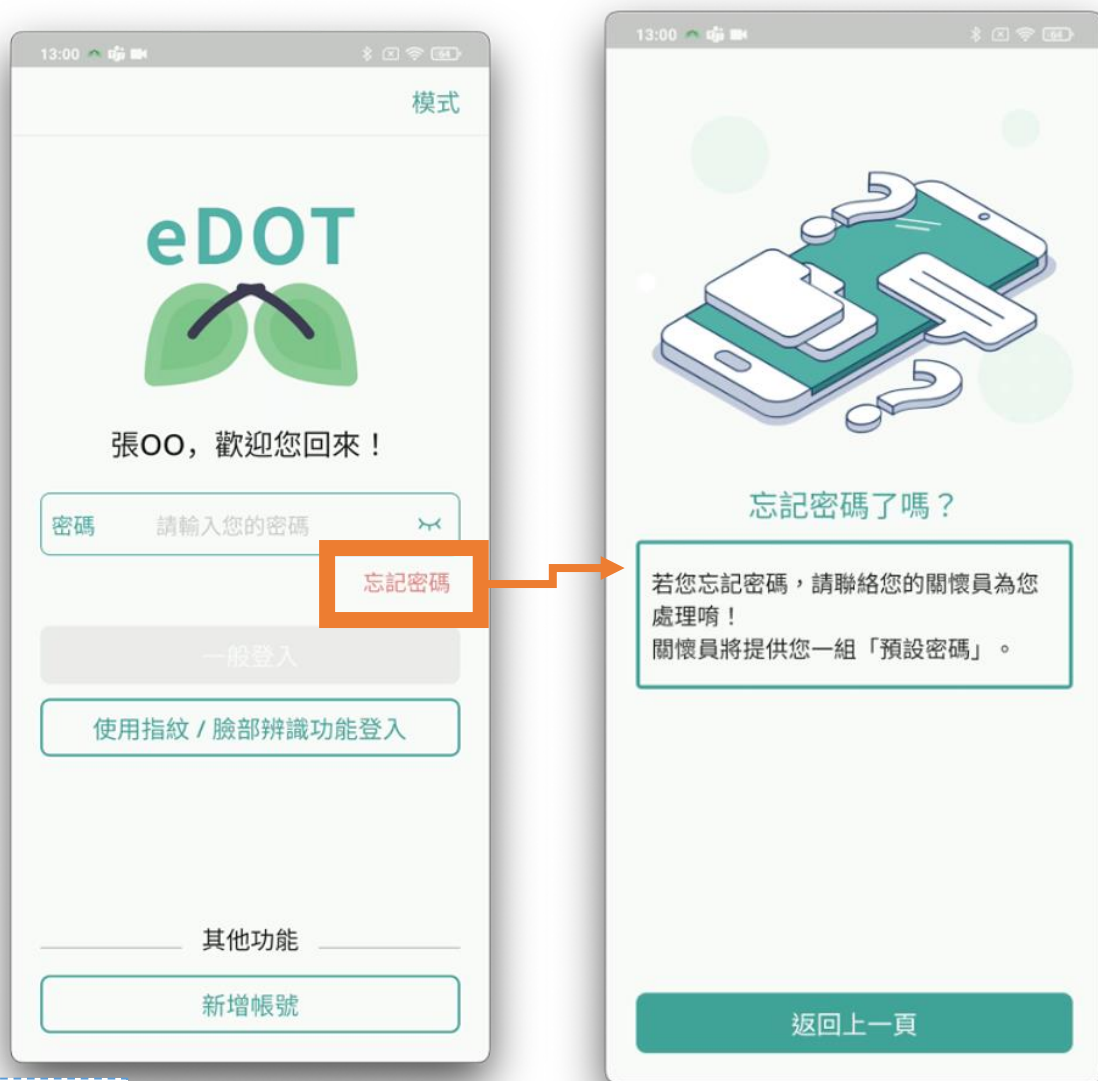 13:00
64
模式
eDOT
張OO，歡迎您回來！
密碼
請輸入您的密碼
忘記密碼
一般登入
使用指紋 / 臉部辨識功能登入
其他功能
新增帳號
13:00
64
忘記密碼了嗎？
若您忘記密碼，請聯絡您的關懷員為您
處理唷！
關懷員將提供您一組「預設密碼」。
返回上一頁